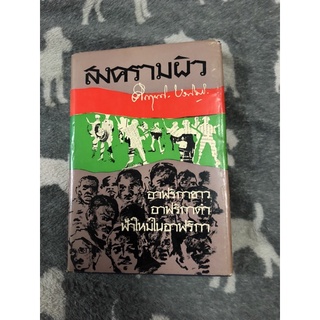 สงครามผิว
อาฟริกาขาว
อาฟริกาดำ
ฟ้าใหม่ในอาฟริกา